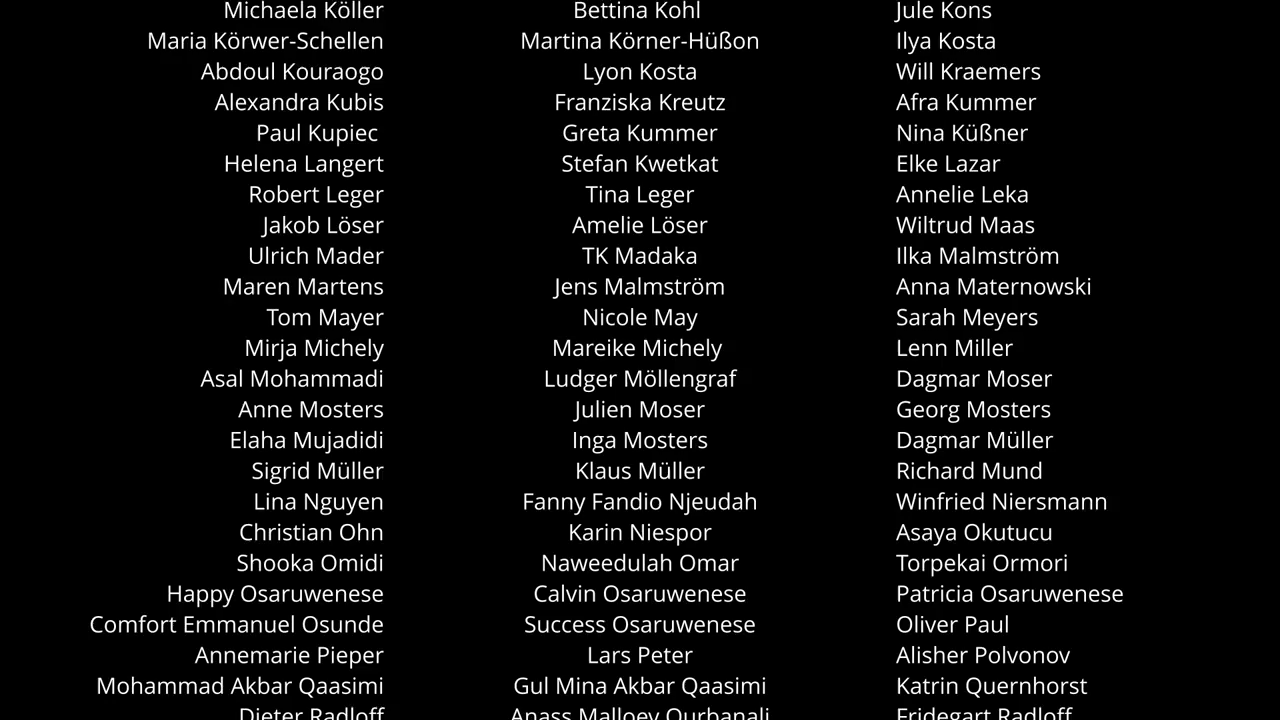 Michaela Köller Bettina Kohl Jule Kons
Maria Körwer-Schellen Martina Körner-Hüßon Ilya Kosta
Abdoul Kouraogo Lyon Kosta Will Kraemers
Alexandra Kubis Franziska Kreutz Afra Kummer
Paul Kupiec Greta Kummer Nina Küßner
Helena Langert Stefan Kwetkat Elke Lazar
Robert Leger Tina Leger Annelie Leka
Jakob Löser Amelie Löser Wiltrud Maas
Ulrich Mader TK Madaka Ilka Malmström
Maren Martens Jens Malmström Anna Maternowski
Tom Mayer Nicole May Sarah Meyers
Mirja Michely Mareike Michely Lenn Miller
Asal Mohammadi Ludger Möllengraf Dagmar Moser
Anne Mosters Julien Moser Georg Mosters
Elaha Mujadidi Inga Mosters Dagmar Müller
Sigrid Müller Klaus Müller Richard Mund
Lina Nguyen Fanny Fandio Njeudah Winfried Niersmann
Christian Ohn Karin Niespor Asaya Okutucu
Shooka Omidi Naweedulah Omar Torpekai Ormori
Happy Osaruwenese Calvin Osaruwenese Patricia Osaruwenese
Comfort Emmanuel Osunde Success Osaruwenese Oliver Paul
Annemarie Pieper Lars Peter Alisher Polvonov
Mohammad Akbar Qaasimi Gul Mina Akbar Qaasimi Katrin Quernhorst
Dieter Radloff Anass Malloey Qurbanali Fridegart Radloff